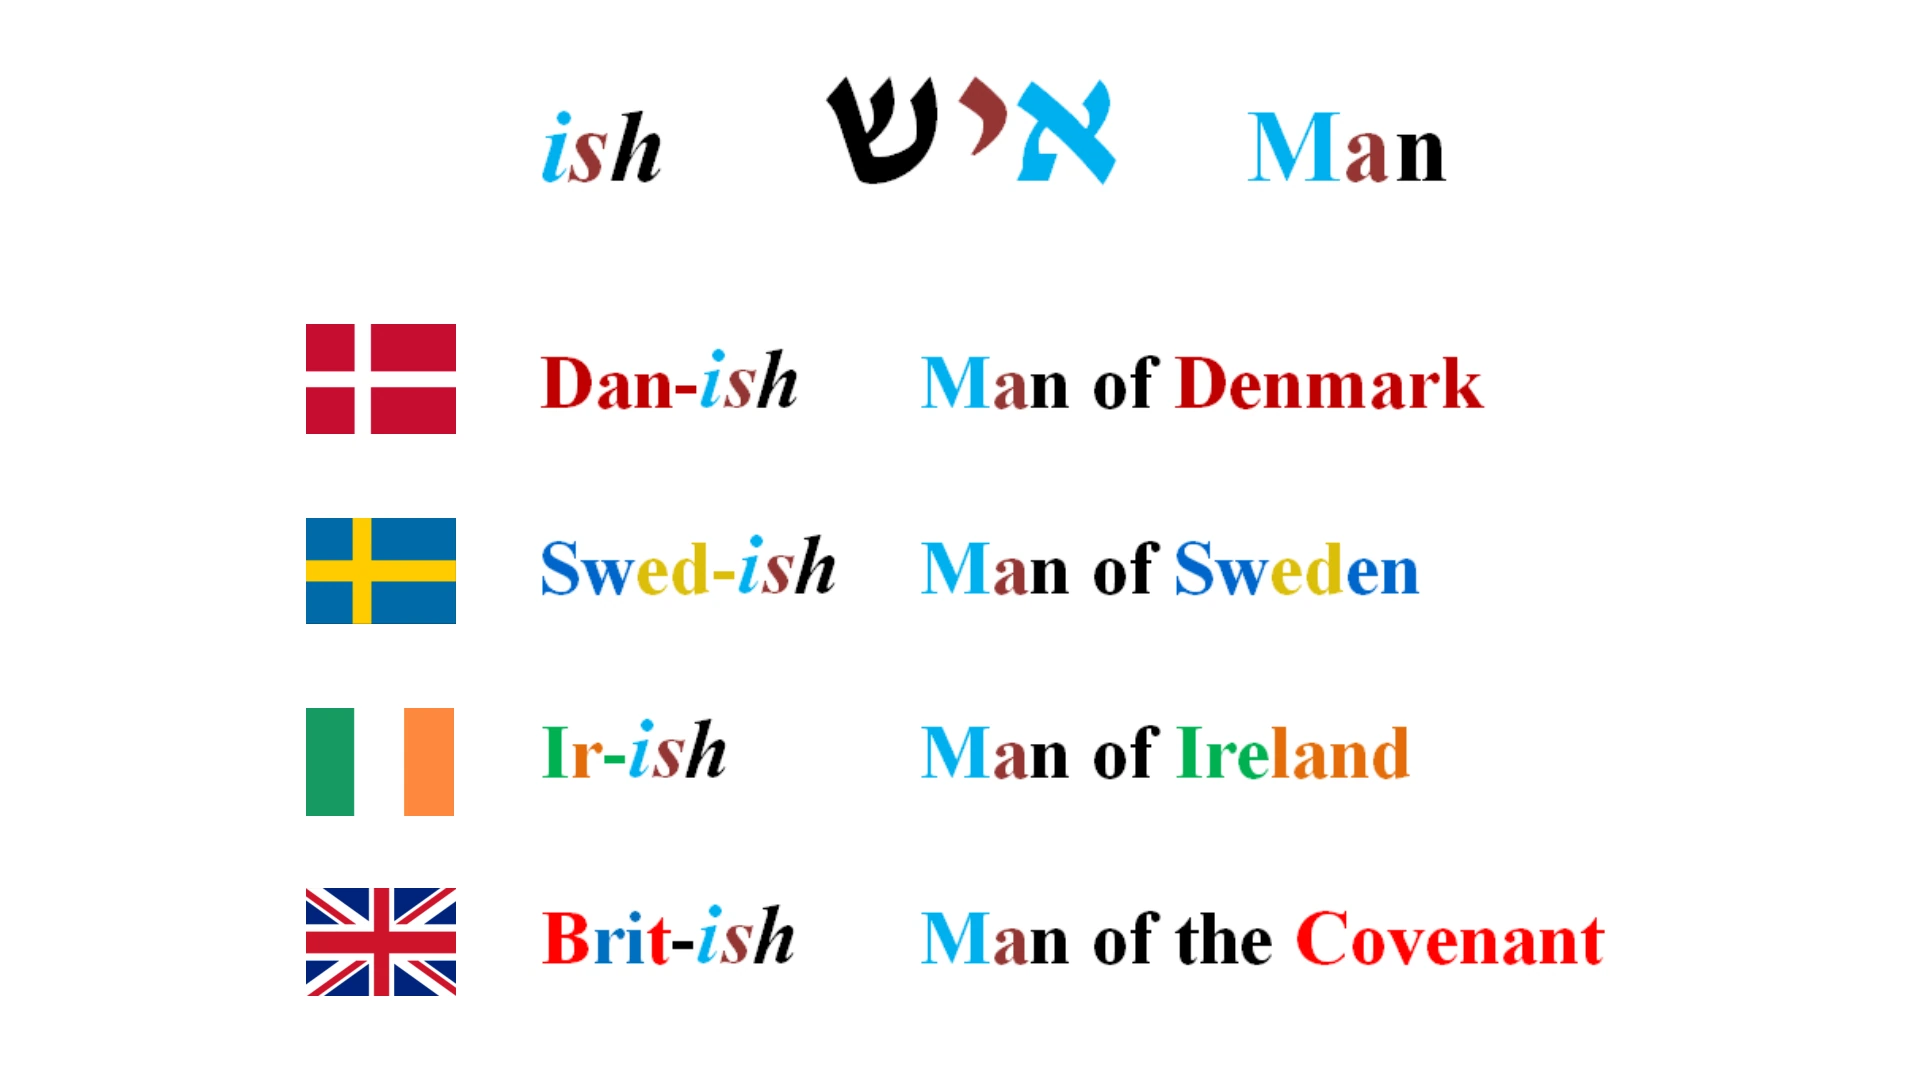 ish איש Man
Dan-ish Man of Denmark
Swed-ish Man of Sweden
Ir-ish Man of Ireland
Brit-ish Man of the Covenant